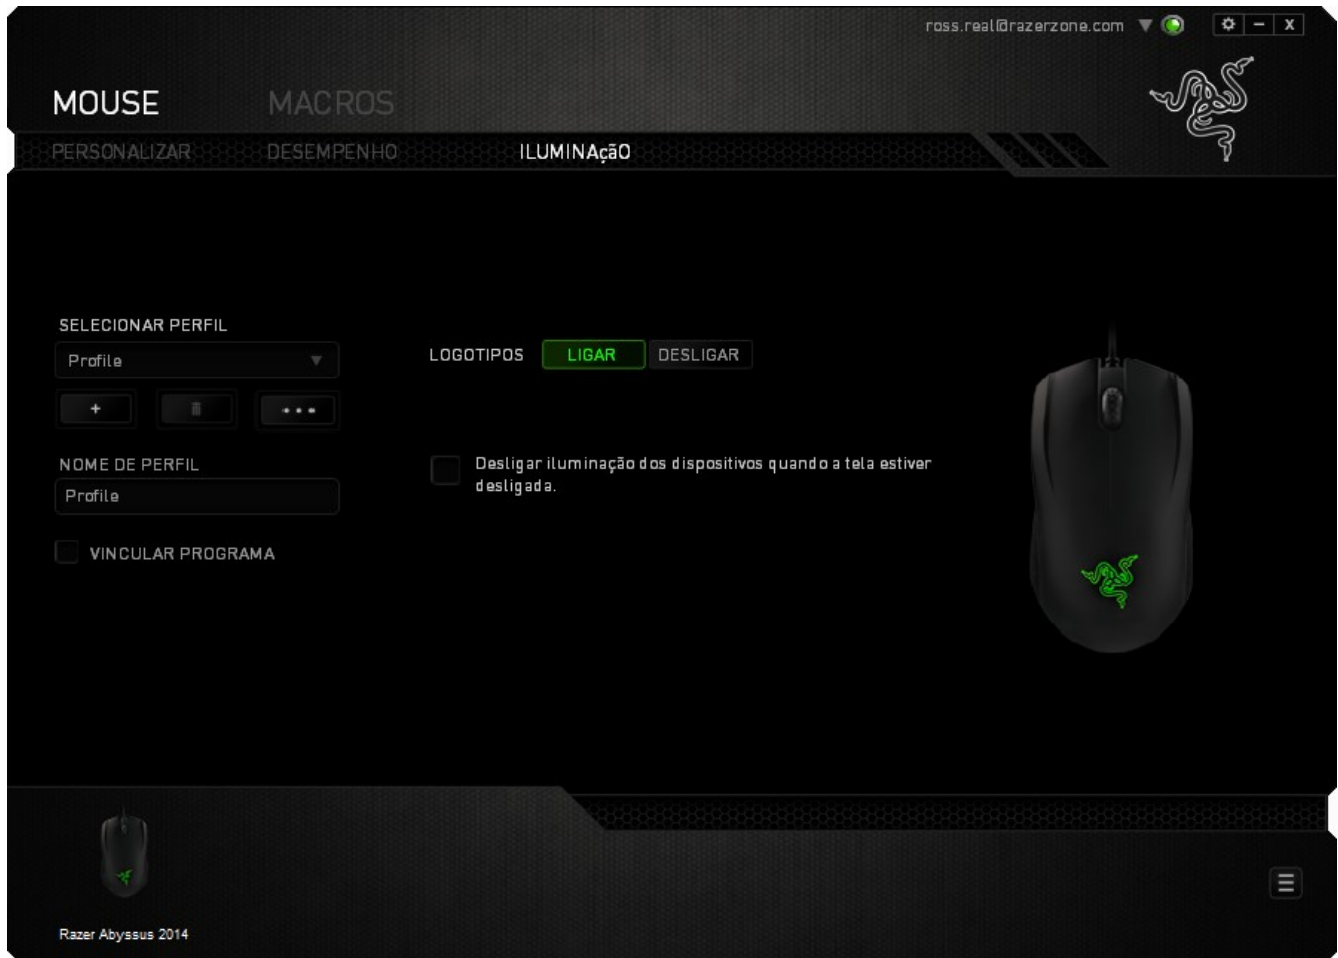 ross.real@razerzone.com
MOUSE MACROS
PERSONALIZAR DESEMPENHO ILUMINAçãO
SELECIONAR PERFIL
Profile
LOGOTIPOS LIGAR DESLIGAR
NOME DE PERFIL
Profile
Desligar iluminação dos dispositivos quando a tela estiver
desligada.
VINCULAR PROGRAMA
Razer Abyssus 2014